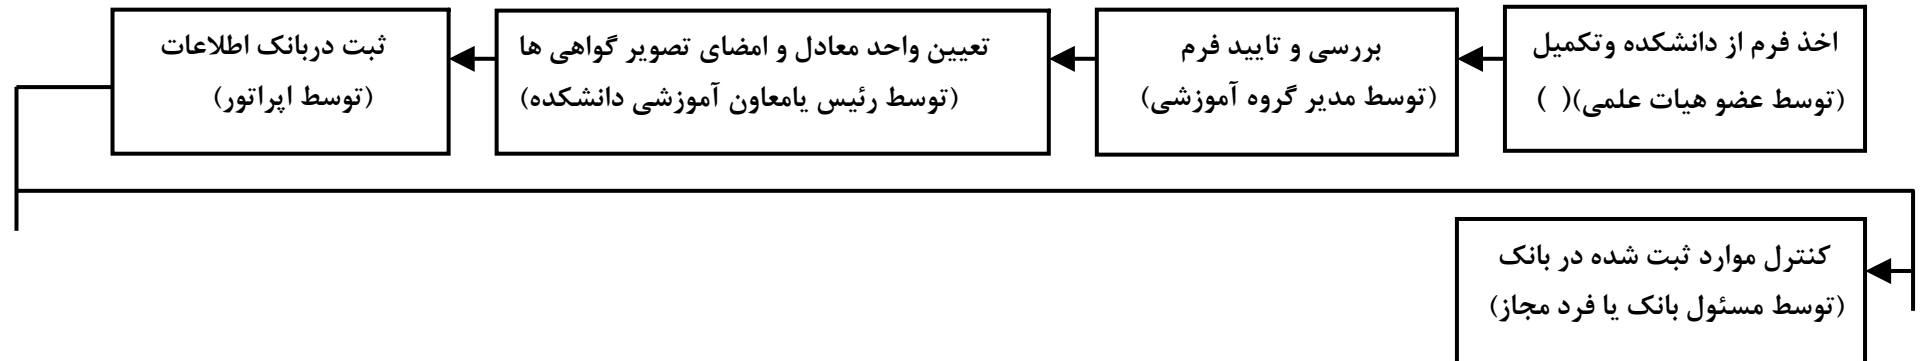 اخذ فرم از دانشکده وتکمیل
(توسط عضو هیات علمی)( )
بررسی و تایید فرم
(توسط مدیر گروه آموزشی)
تعیین واحد معادل و امضای تصویر گواهی ها
(توسط رئیس یامعاون آموزشی دانشکده)
ثبت دربانک اطلاعات
(توسط اپراتور)
کنترل موارد ثبت شده در بانک
(توسط مسئول بانک یا فرد مجاز)